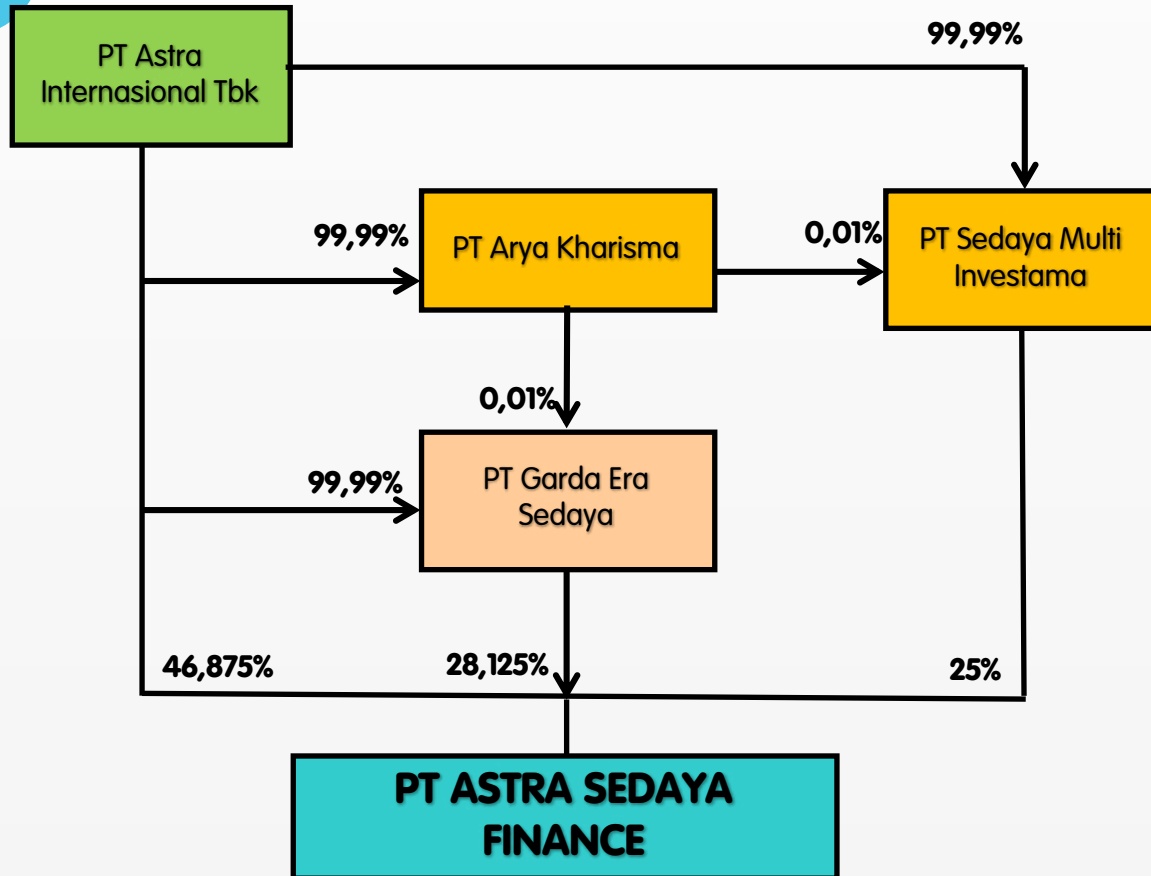 PT Astra
Internasional Tbk
99,99%
99,99%
PT Arya Kharisma
0,01%
PT Sedaya Multi
Investama
0,01%
99,99%
PT Garda Era
Sedaya
46,875%
28,125%
25%
PT ASTRA SEDAYA
FINANCE